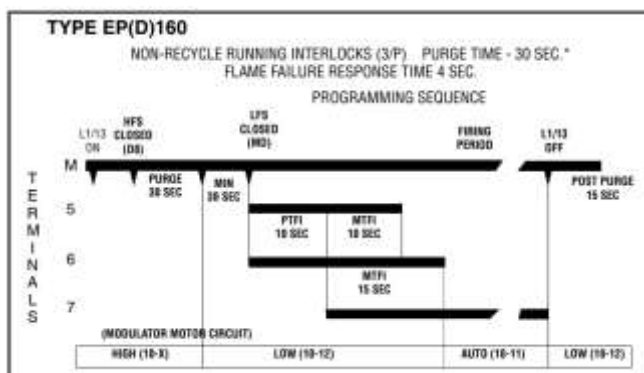 TYPE EP(D)160
NON-RECYCLE RUNNING INTERLOCKS (3/P) PURGE TIME - 30 SEC.*
FLAME FAILURE RESPONSE TIME 4 SEC.
PROGRAMMING SEQUENCE
L1/13
ON
HFS
CLOSED
(D8)
LFS
CLOSED
(MD)
FIRING
PERIOD
L1/13
OFF
M
PURGE
30 SEC
MIN
30 SEC
POST PURGE
15 SEC
TERMINALS
5
PTFI
10 SEC
MTFI
10 SEC
6
MTFI
15 SEC
7
(MODULATOR MOTOR CIRCUIT)
HIGH (10-X)
LOW (10-12)
AUTO (10-11)
LOW (10-12)